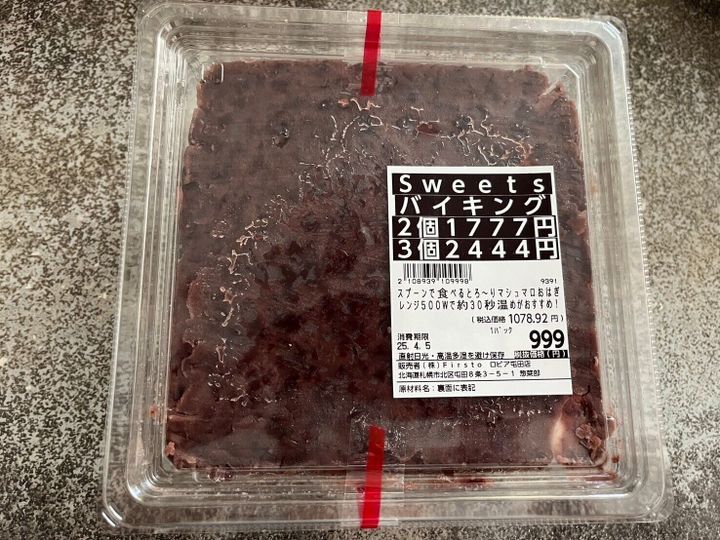 Sweets
バイキング
2個1777円
3個2444円
2 108939 109998
9391
スプーンで食べるとろ～りマシュマロおはぎ
レンジ500Wで約30秒温めがおすすめ!
(税込価格 1078.92 円)
1パック
消費期限
25. 4. 5
999
直射日光・高温多湿を避け保存
税抜価格(円)
販売者(株)Firsto ロピア屯田店
北海道札幌市北区屯田8条3-5-1 惣菜部
原材料名:裏面に表記